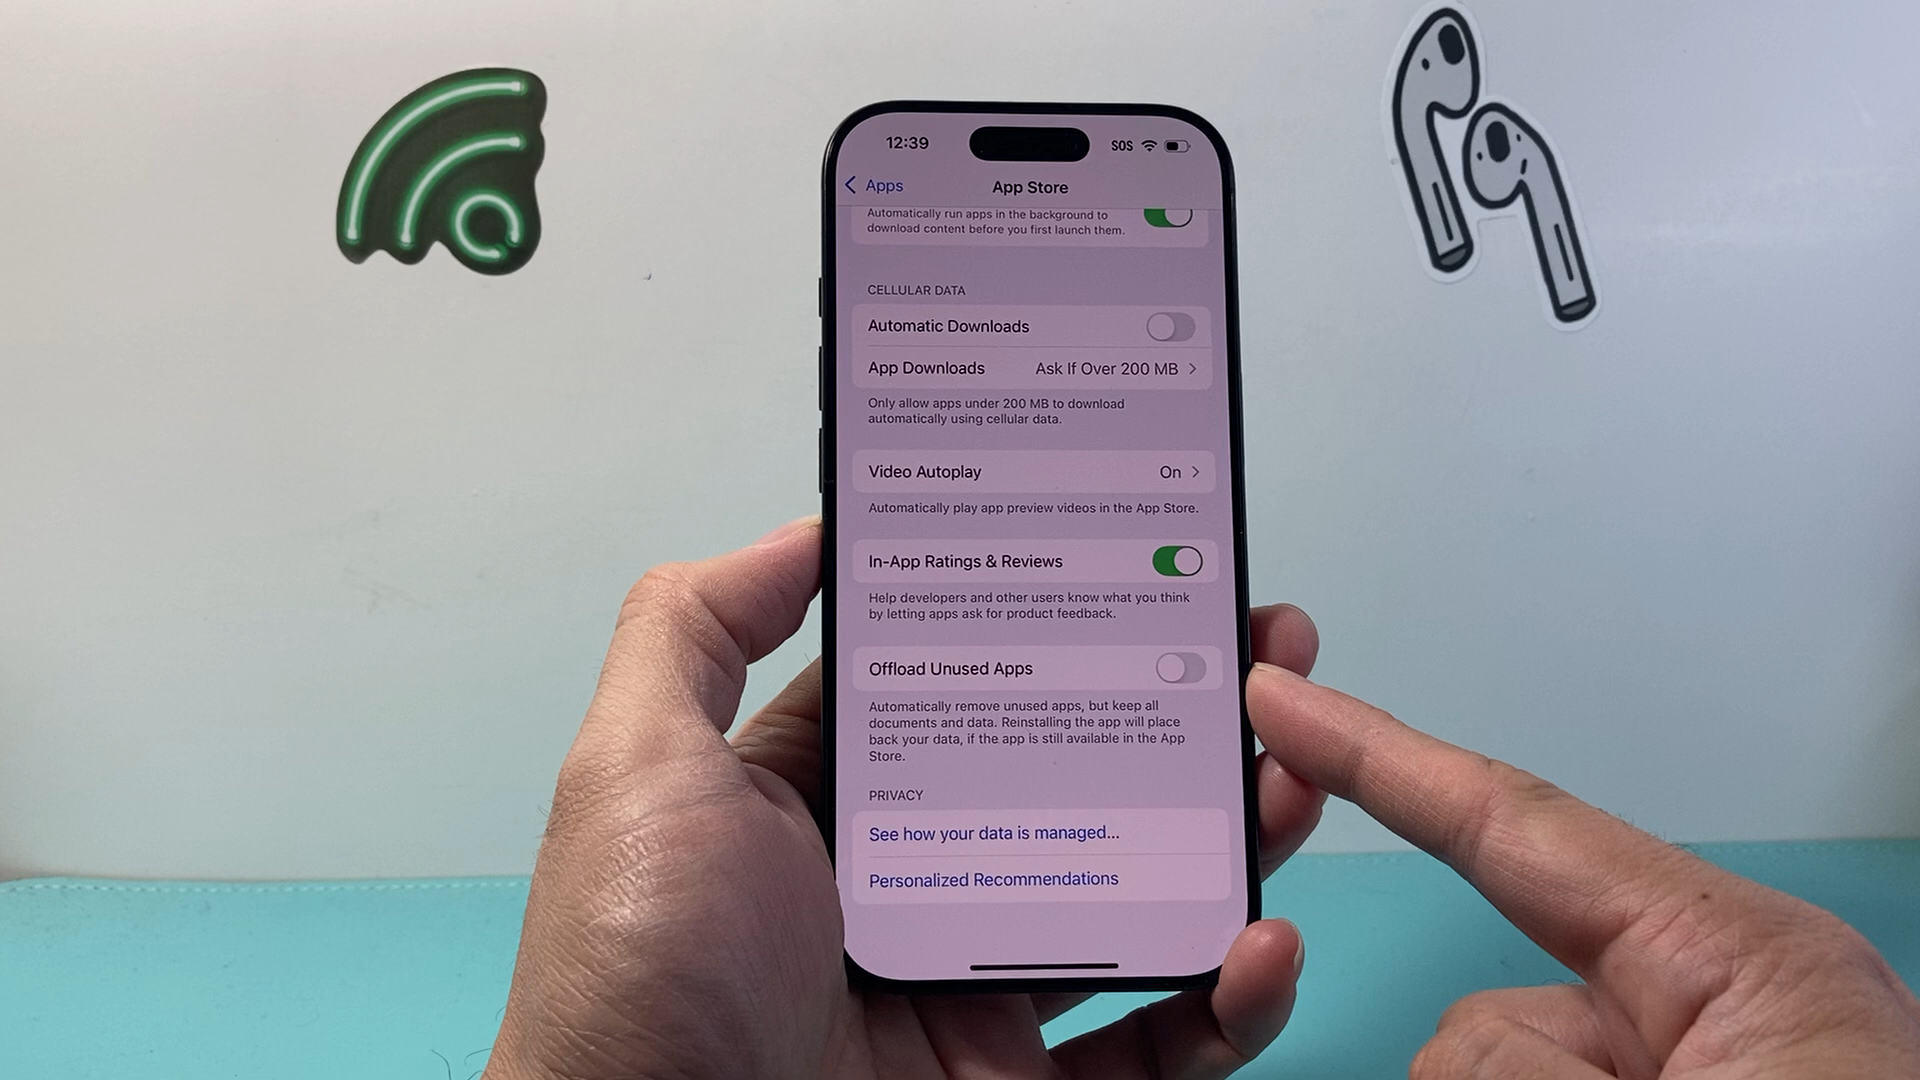 12:39
SOS
Apps
App Store
Automatically run apps in the background to
download content before you first launch them.
CELLULAR DATA
Automatic Downloads
App Downloads Ask If Over 200 MB
Only allow apps under 200 MB to download
automatically using cellular data.
Video Autoplay On
Automatically play app preview videos in the App Store.
In-App Ratings & Reviews
Help developers and other users know what you think
by letting apps ask for product feedback.
Offload Unused Apps
Automatically remove unused apps, but keep all
documents and data. Reinstalling the app will place
back your data, if the app is still available in the App
Store.
PRIVACY
See how your data is managed...
Personalized Recommendations